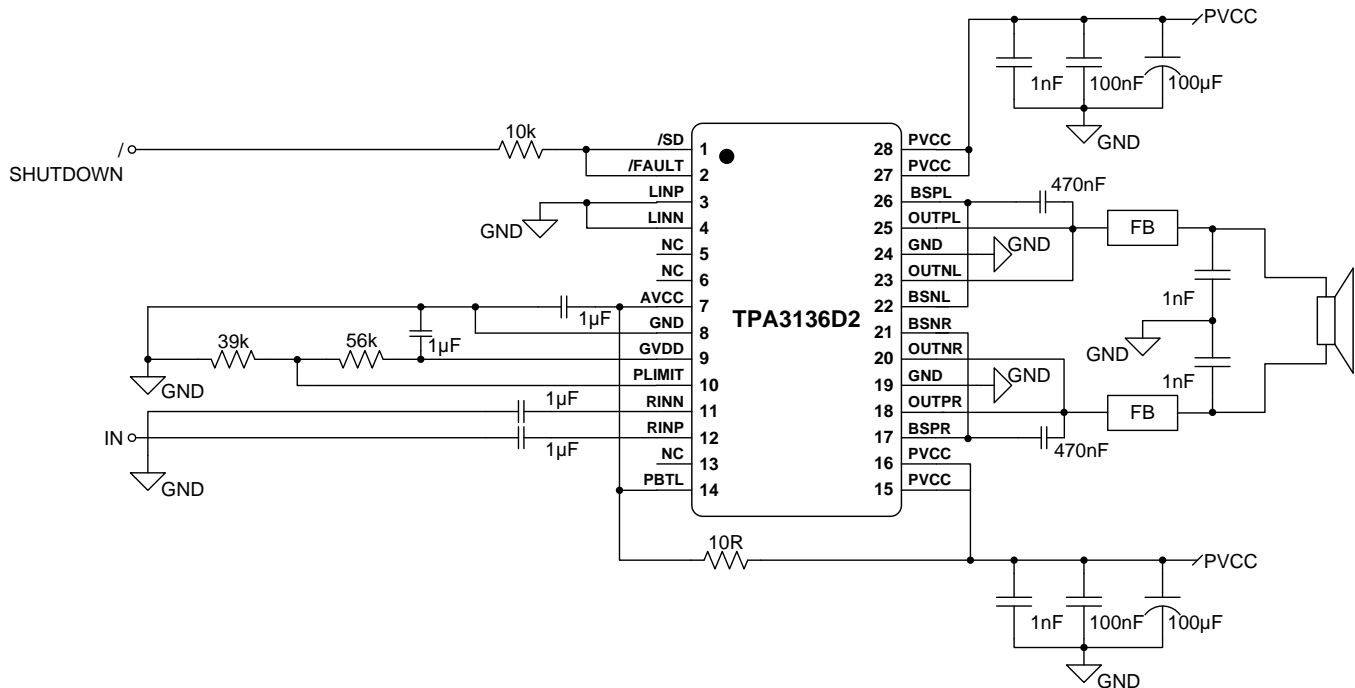 PVCC
1nF
100nF
100µF
GND
/
SHUTDOWN
10k
/SD
1
28
PVCC
/FAULT
2
27
PVCC
LINP
3
26
BSPL
470nF
GND
LINN
4
25
OUTPL
FB
NC
5
24
GND
GND
NC
6
23
OUTNL
1nF
AVCC
7
22
BSNL
1µF
TPA3136D2
GND
8
21
BSNR
1µF
39k
56k
GVDD
9
20
OUTNR
GND
GND
PLIMIT
10
19
GND
GND
1nF
1µF
RINN
11
18
OUTPR
FB
IN
1µF
RINP
12
17
BSPR
470nF
GND
NC
13
16
PVCC
PBTL
14
15
PVCC
10R
PVCC
1nF
100nF
100µF
GND